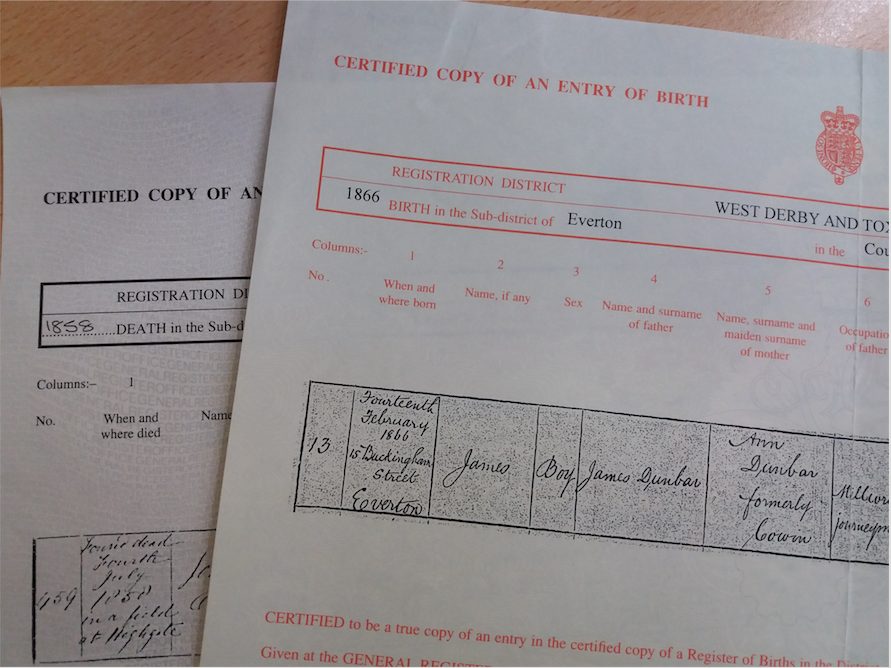 CERTIFIED COPY OF AN ENTRY OF BIRTH
REGISTRATION DISTRICT
WEST DERBY AND TOX
1866 BIRTH in the Sub-district of Everton
in the Cou
Columns:- 1 2 3 4 5 6
No. When and where born Name, if any Sex Name and surname of father Name, surname and maiden surname of mother Occupatio of father
13
Fourteenth
February
1866
15 Buckingham
Street
Everton
James
Boy
James Dunbar
Ann
Dunbar
formerly
Cowin
journeym
CERTIFIED to be a true copy of an entry in the certified copy of a Register of Births in the Distri
Given at the GENERAL REGISTE
CERTIFIED COPY OF AN
REGISTRATION DI
1858 DEATH in the Sub-d
Columns:- 1
No. When and where died Name
459
Found dead
Fourth
July
1858
in a field
at Highgate